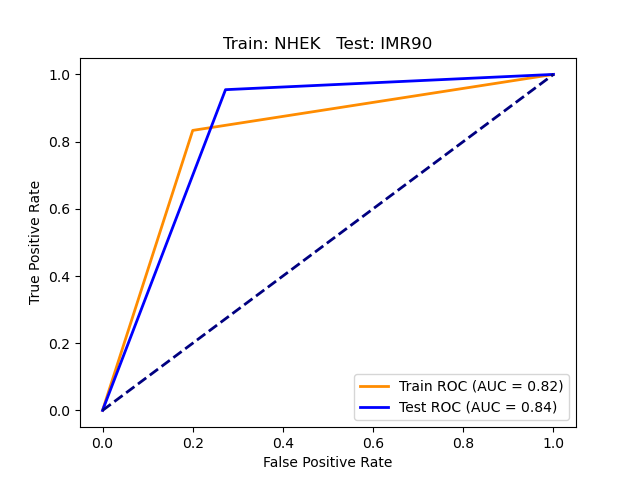 Train: NHEK   Test: IMR90
True Positive Rate
1.0
0.8
0.6
0.4
0.2
0.0
0.0 0.2 0.4 0.6 0.8 1.0
False Positive Rate
Train ROC (AUC = 0.82)
Test ROC (AUC = 0.84)